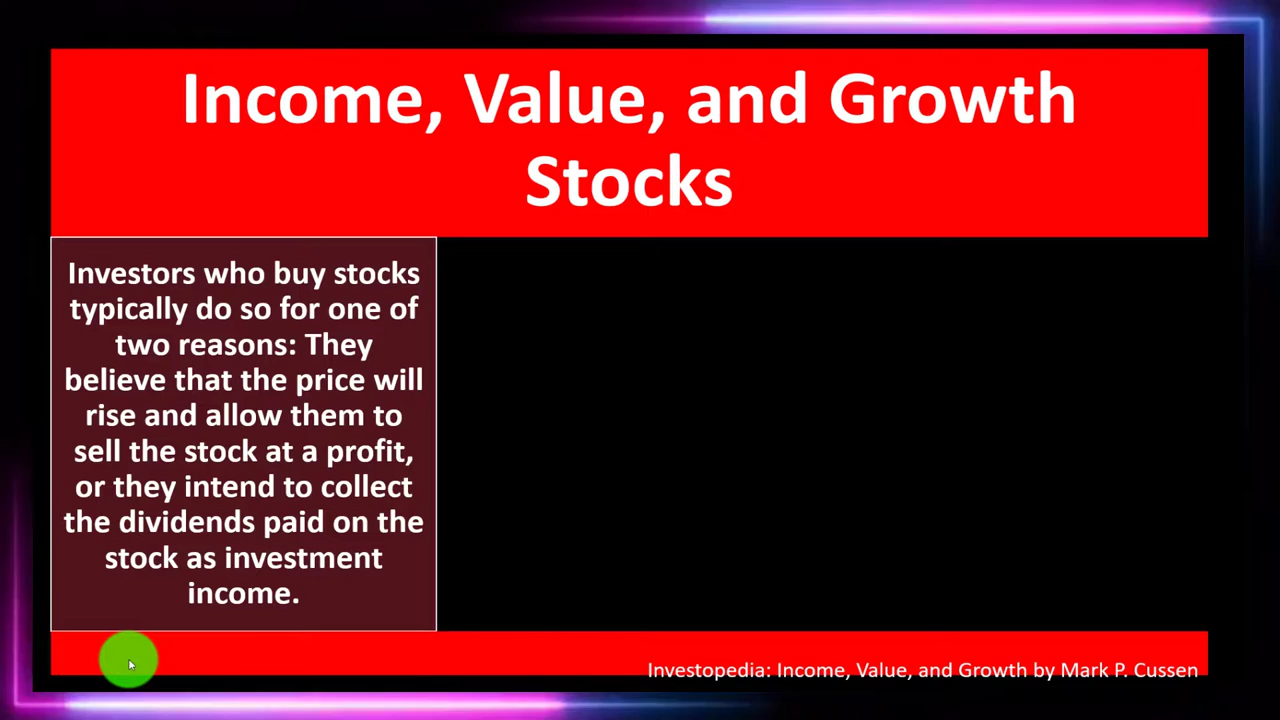 Income, Value, and Growth
Stocks
Investors who buy stocks
typically do so for one of
two reasons: They
believe that the price will
rise and allow them to
sell the stock at a profit,
or they intend to collect
the dividends paid on the
stock as investment
income.
Investopedia: Income, Value, and Growth by Mark P. Cussen